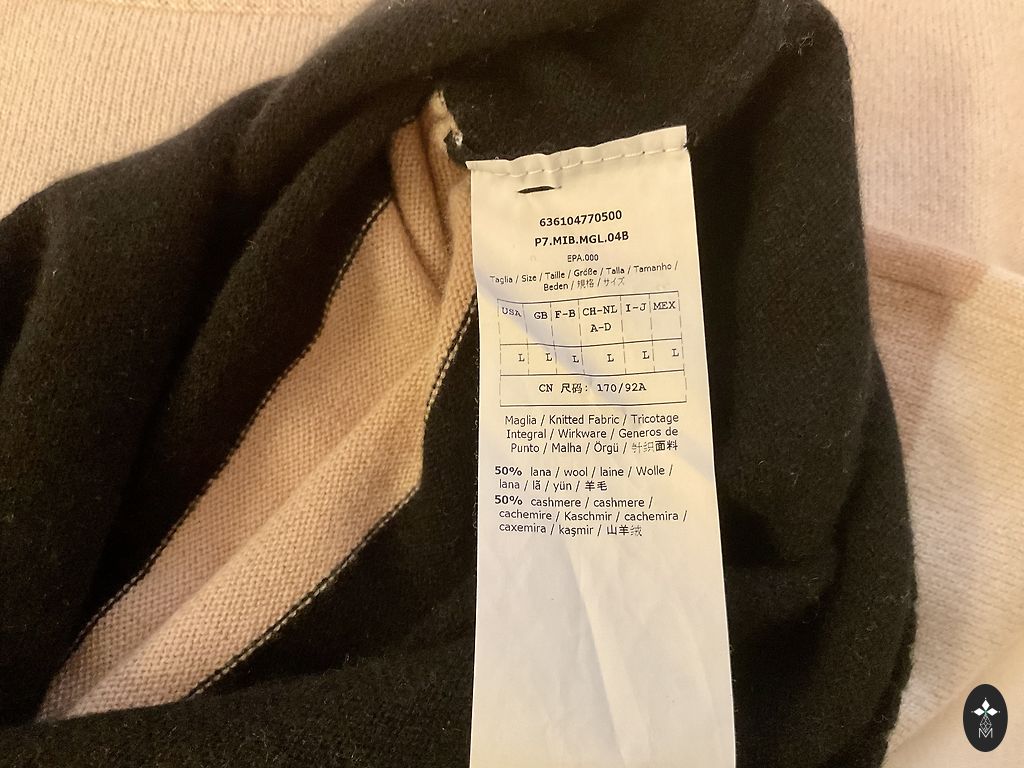 636104770500
P7.MIB.MGL.04B
EPA.000
Taglia / Size / Taille / Größe / Talla / Tamanho /
Beden / 规格 / サイズ
USA GB F-B CH-NL I-J MEX
A-D
L L L L L L
CN 尺码: 170/92A
Maglia / Knitted Fabric / Tricotage
Integral / Wirkware / Generos de
Punto / Malha / Örgü / 针织面料
50% lana / wool / laine / Wolle /
lana / lã / yün / 羊毛
50% cashmere / cashmere /
cachemire / Kaschmir / cachemira /
caxemira / kaşmir / 山羊绒
M